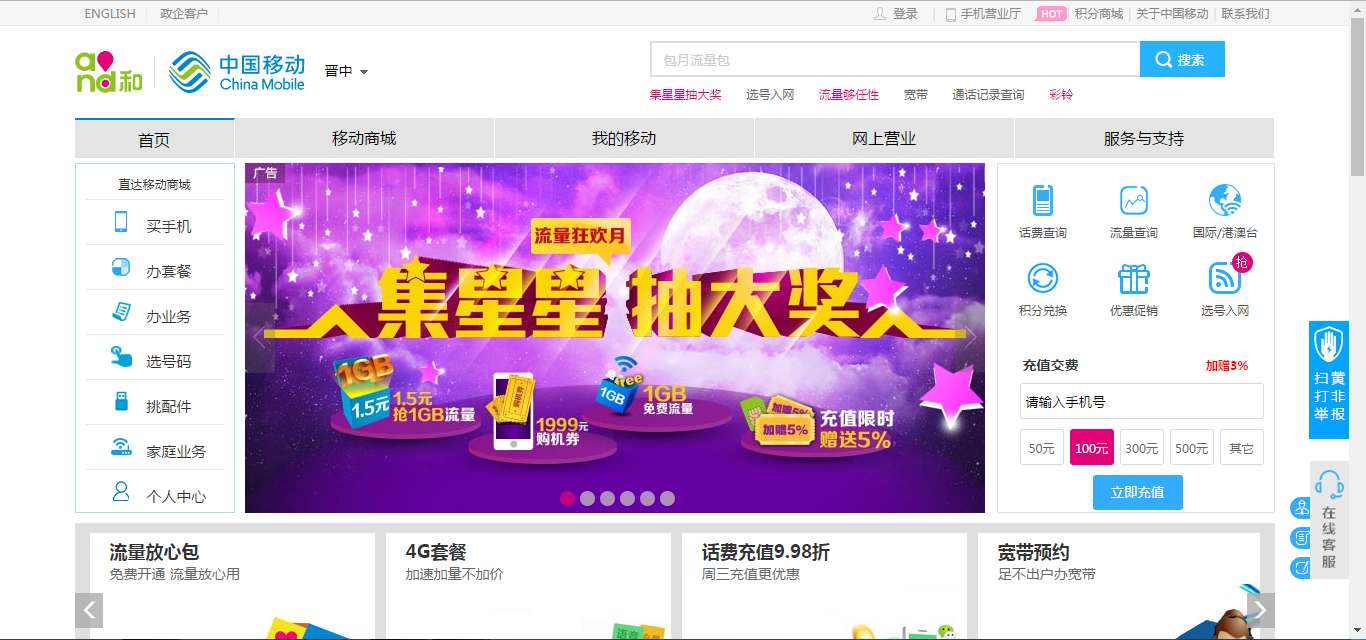 ENGLISH 政企客户 登录 手机营业厅 HOT 积分商城 关于中国移动 联系我们
and和 中国移动 China Mobile 晋中
包月流量包 搜索
集星星抽大奖 选号入网 流量够任性 宽带 通话记录查询 彩铃
首页 移动商城 我的移动 网上营业 服务与支持
直达移动商城
买手机
办套餐
办业务
选号码
挑配件
家庭业务
个人中心
广告
流量狂欢月
集星星 抽大奖
1GB
1.5元
1.5元
抢1GB流量
购机券
1999元
购机券
free
1GB
1GB
免费流量
加赠5%
加赠5%
充值限时
赠送5%
话费查询 流量查询 国际/港澳台
抢
积分兑换 优惠促销 选号入网
充值交费 加赠3%
请输入手机号
50元 100元 300元 500元 其它
立即充值
扫黄
打非
举报
在线客服
流量放心包
免费开通 流量放心用
4G套餐
加速加量不加价
语音
话费充值9.98折
周三充值更优惠
宽带预约
足不出户办宽带